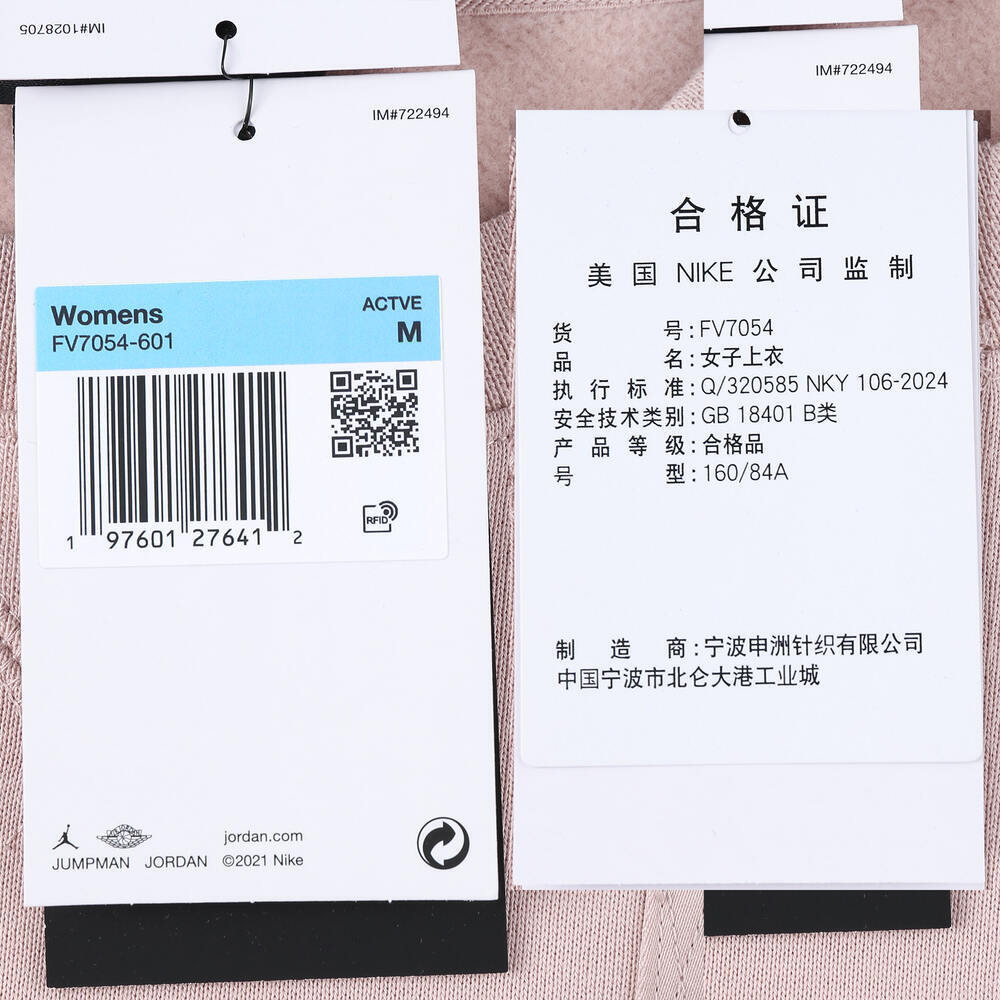 IM#1028705
IM#722494
Womens
FV7054-601
ACTVE
M
1 97601 27641 2
RFID
JUMPMAN JORDAN
jordan.com
©2021 Nike
IM#722494
合格证
美国 NIKE 公司监制
货号:FV7054
品名:女子上衣
执行标准:Q/320585 NKY 106-2024
安全技术类别:GB 18401 B类
产品等级:合格品
号型:160/84A
制造商:宁波申洲针织有限公司
中国宁波市北仑大港工业城